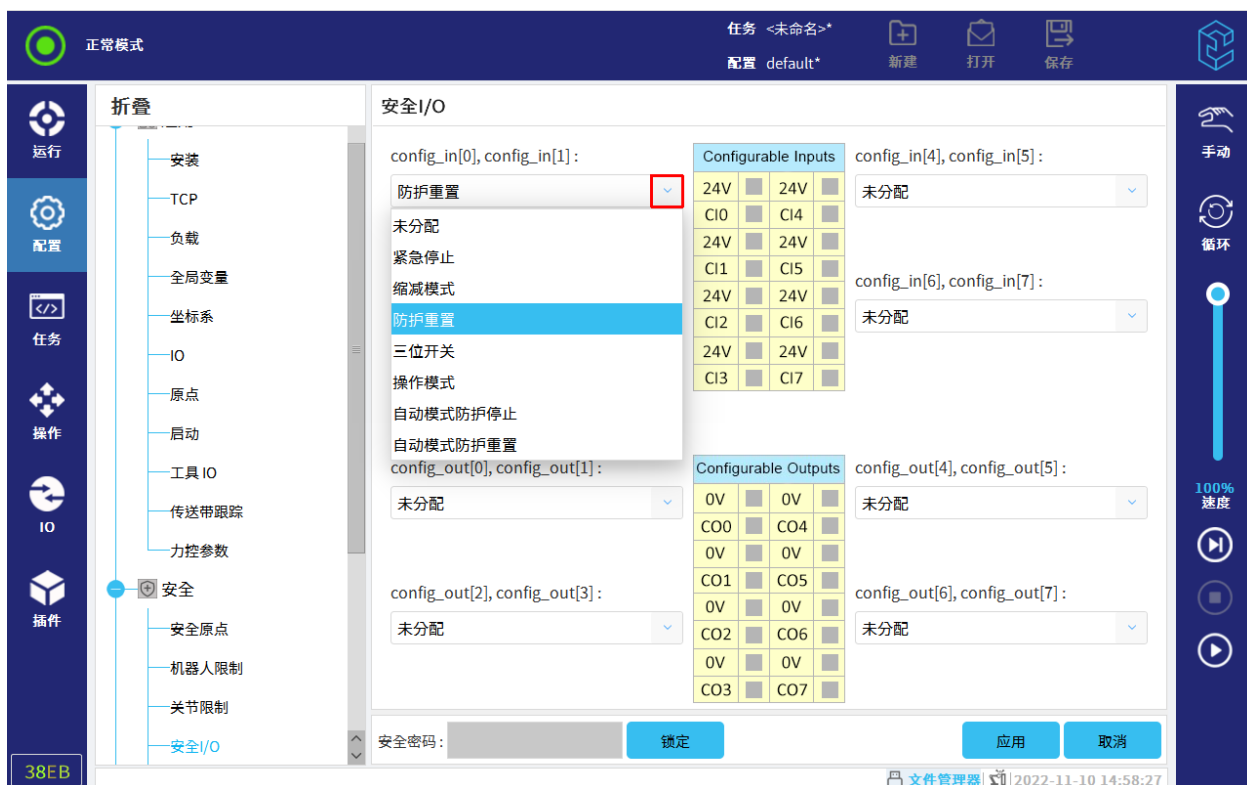 正常模式
任务 <未命名>*
配置 default*
新建 打开 保存
运行
配置
任务
操作
IO
插件
38EB
折叠
安装
TCP
负载
全局变量
坐标系
IO
原点
启动
工具 IO
传送带跟踪
力控参数
安全
安全原点
机器人限制
关节限制
安全I/O
安全I/O
config_in[0], config_in[1] :
防护重置
未分配
紧急停止
缩减模式
防护重置
三位开关
操作模式
自动模式防护停止
自动模式防护重置
Configurable Inputs
24V 24V
CI0 CI4
24V 24V
CI1 CI5
24V 24V
CI2 CI6
24V 24V
CI3 CI7
config_in[4], config_in[5] :
未分配
config_in[6], config_in[7] :
未分配
config_out[0], config_out[1] :
未分配
config_out[2], config_out[3] :
未分配
Configurable Outputs
0V 0V
CO0 CO4
0V 0V
CO1 CO5
0V 0V
CO2 CO6
0V 0V
CO3 CO7
config_out[4], config_out[5] :
未分配
config_out[6], config_out[7] :
未分配
安全密码 :
锁定
应用
取消
文件管理器 2022-11-10 14:58:27
手动
循环
100%
速度